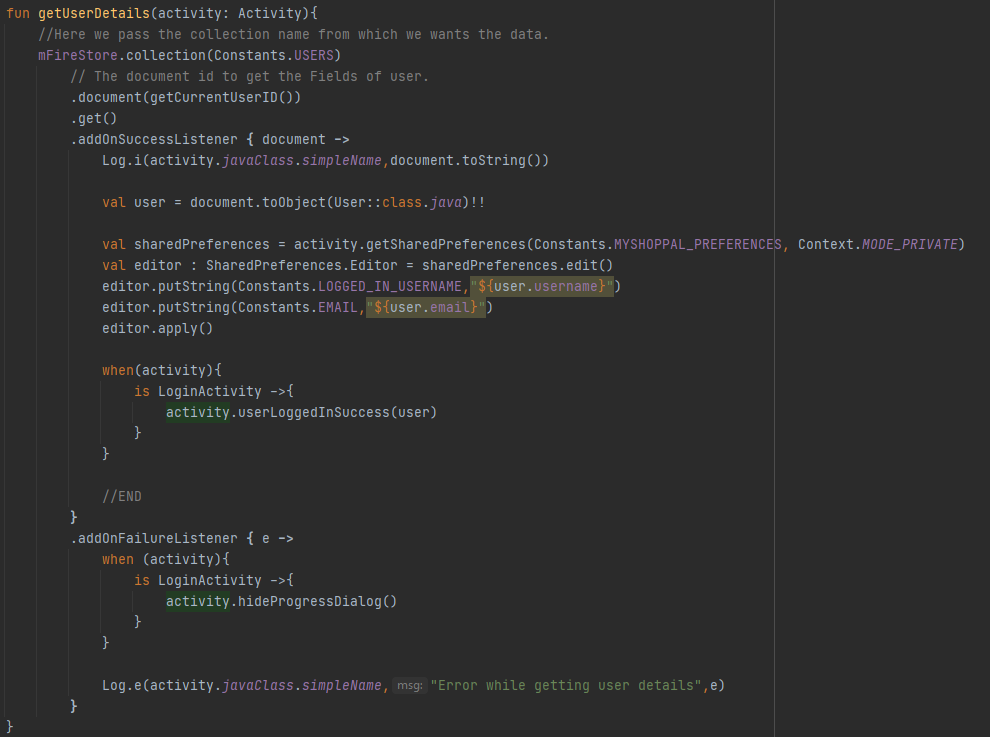 fun getUserDetails(activity: Activity){
    //Here we pass the collection name from which we wants the data.
    mFireStore.collection(Constants.USERS)
        // The document id to get the Fields of user.
        .document(getCurrentUserID())
        .get()
        .addOnSuccessListener { document ->
            Log.i(activity.javaClass.simpleName,document.toString())

            val user = document.toObject(User::class.java)!!

            val sharedPreferences = activity.getSharedPreferences(Constants.MYSHOPPAL_PREFERENCES, Context.MODE_PRIVATE)
            val editor : SharedPreferences.Editor = sharedPreferences.edit()
            editor.putString(Constants.LOGGED_IN_USERNAME,"${user.username}")
            editor.putString(Constants.EMAIL,"${user.email}")
            editor.apply()

            when(activity){
                is LoginActivity ->{
                    activity.userLoggedInSuccess(user)
                }
            }

            //END
        }
        .addOnFailureListener { e ->
            when (activity){
                is LoginActivity ->{
                    activity.hideProgressDialog()
                }
            }

            Log.e(activity.javaClass.simpleName, msg: "Error while getting user details",e)
        }
}